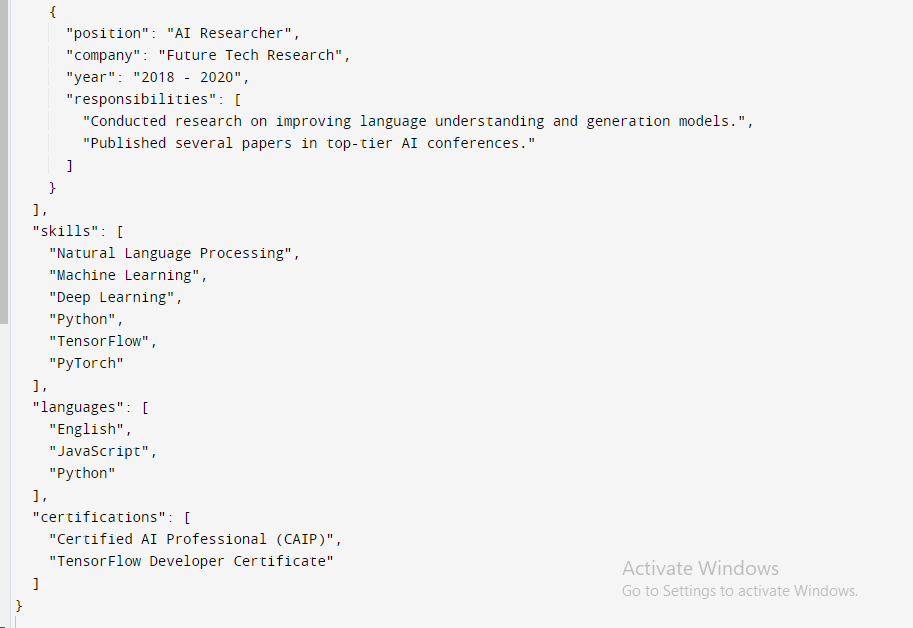 {
"position": "AI Researcher",
"company": "Future Tech Research",
"year": "2018 - 2020",
"responsibilities": [
"Conducted research on improving language understanding and generation models.",
"Published several papers in top-tier AI conferences."
]
}
],
"skills": [
"Natural Language Processing",
"Machine Learning",
"Deep Learning",
"Python",
"TensorFlow",
"PyTorch"
],
"languages": [
"English",
"JavaScript",
"Python"
],
"certifications": [
"Certified AI Professional (CAIP)",
"TensorFlow Developer Certificate"
]
}
Activate Windows
Go to Settings to activate Windows.